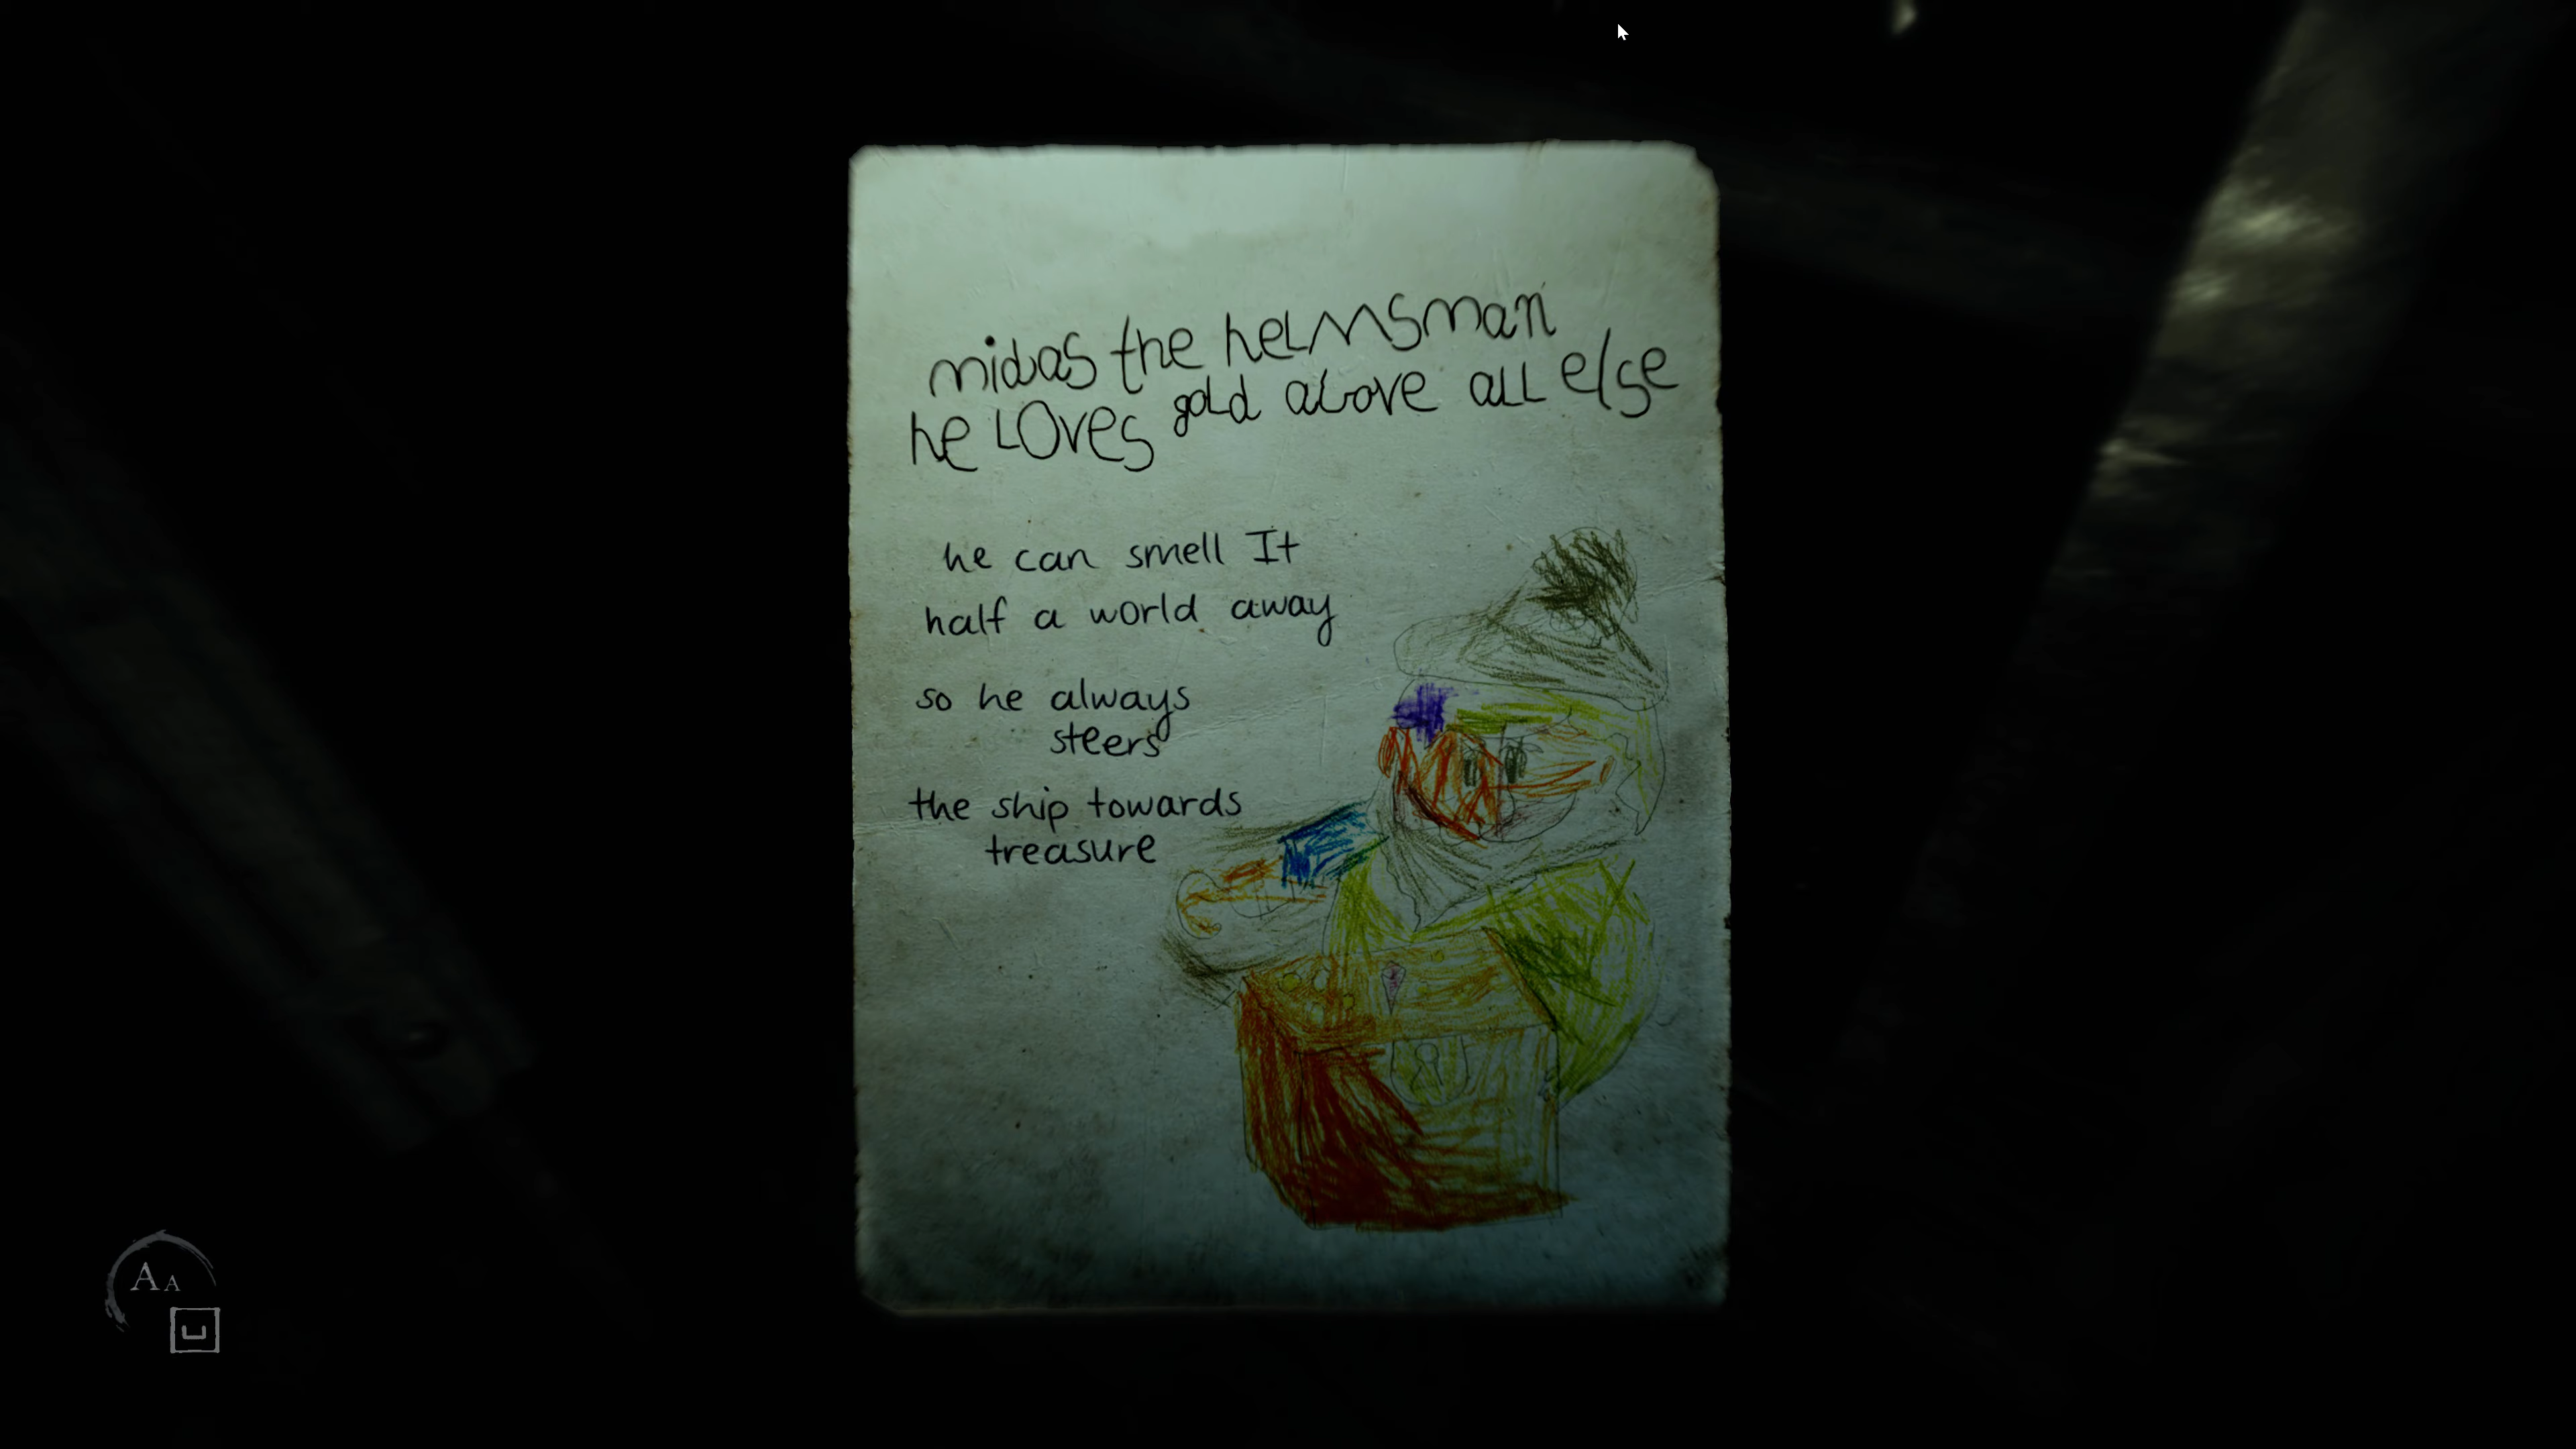 midas the heLMSman
he LOves goLd above aLL else
he can smell It
half a world away
so he always
steers
the ship towards
treasure
AA